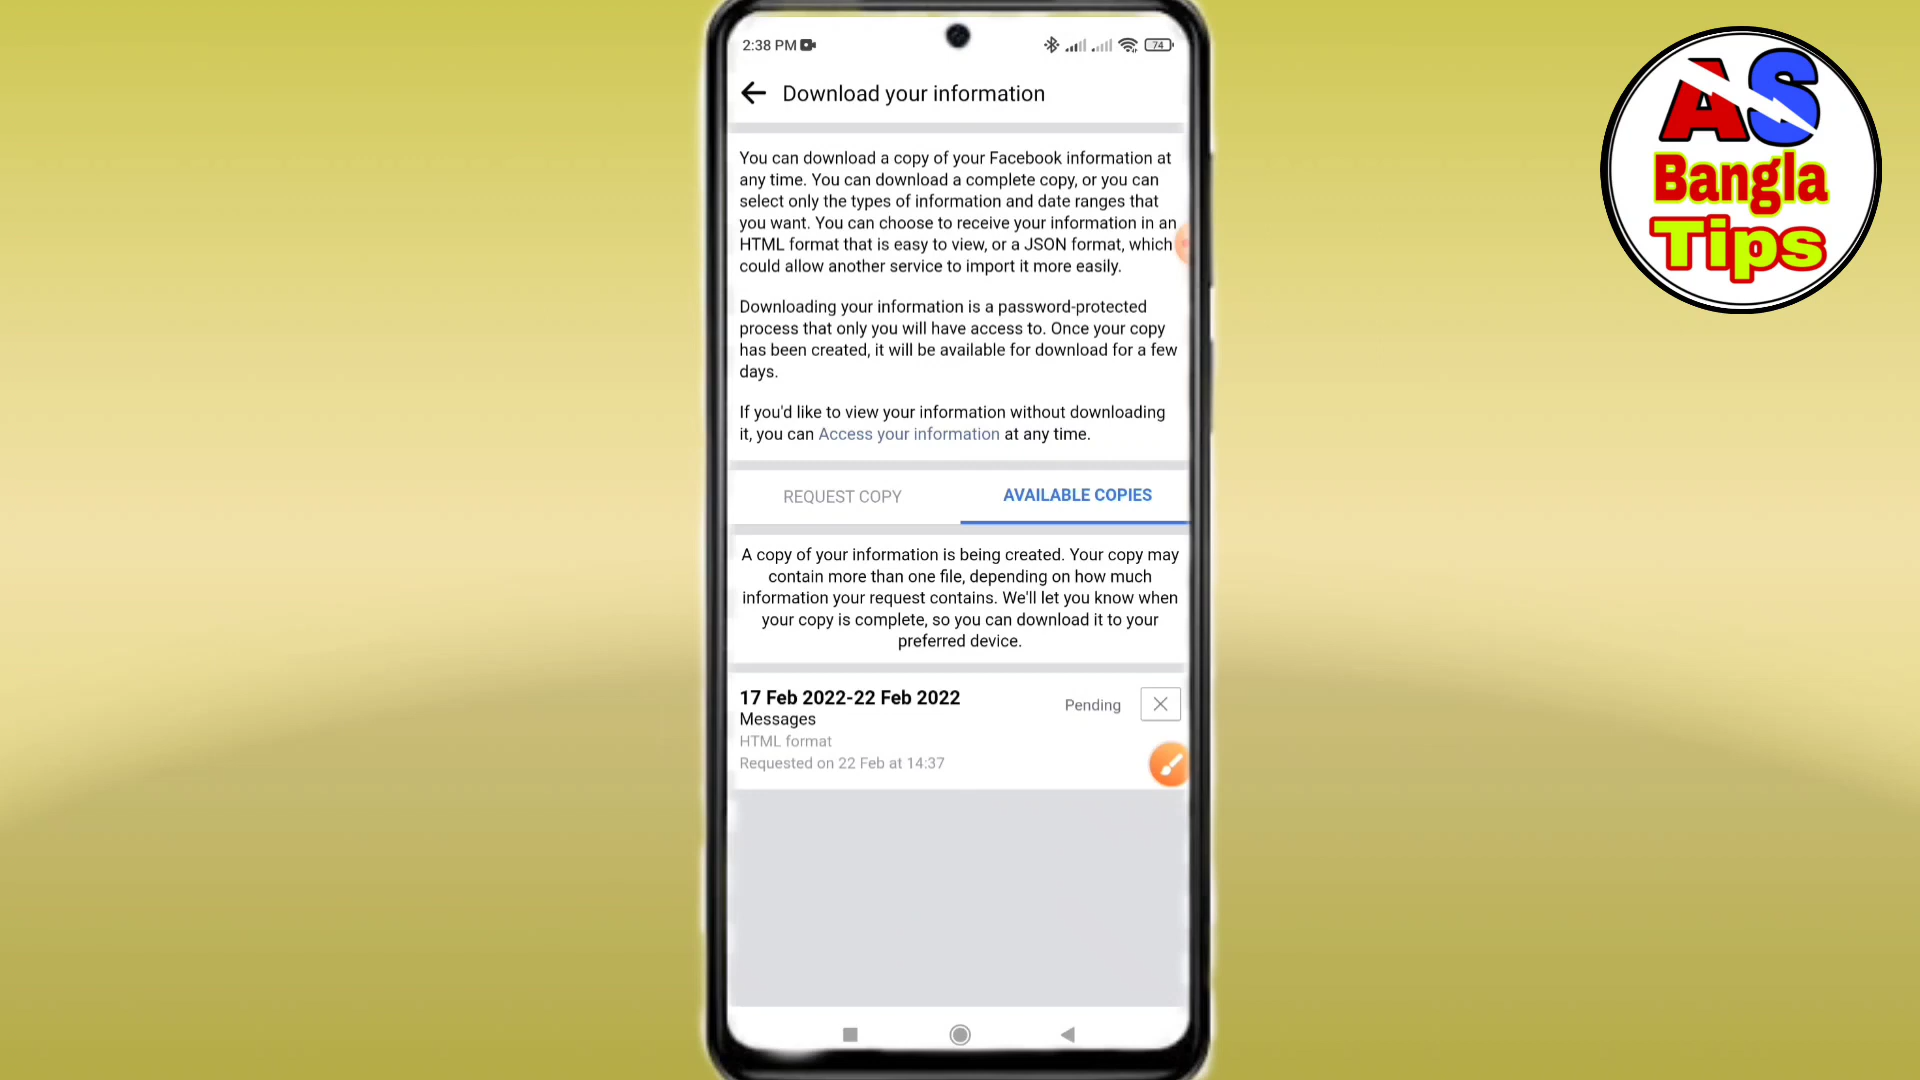 2:38 PM
74
Download your information
You can download a copy of your Facebook information at
any time. You can download a complete copy, or you can
select only the types of information and date ranges that
you want. You can choose to receive your information in an
HTML format that is easy to view, or a JSON format, which
could allow another service to import it more easily.
Downloading your information is a password-protected
process that only you will have access to. Once your copy
has been created, it will be available for download for a few
days.
If you'd like to view your information without downloading
it, you can Access your information at any time.
REQUEST COPY
AVAILABLE COPIES
A copy of your information is being created. Your copy may
contain more than one file, depending on how much
information your request contains. We'll let you know when
your copy is complete, so you can download it to your
preferred device.
17 Feb 2022-22 Feb 2022
Pending
Messages
HTML format
Requested on 22 Feb at 14:37
AS
Bangla
Tips